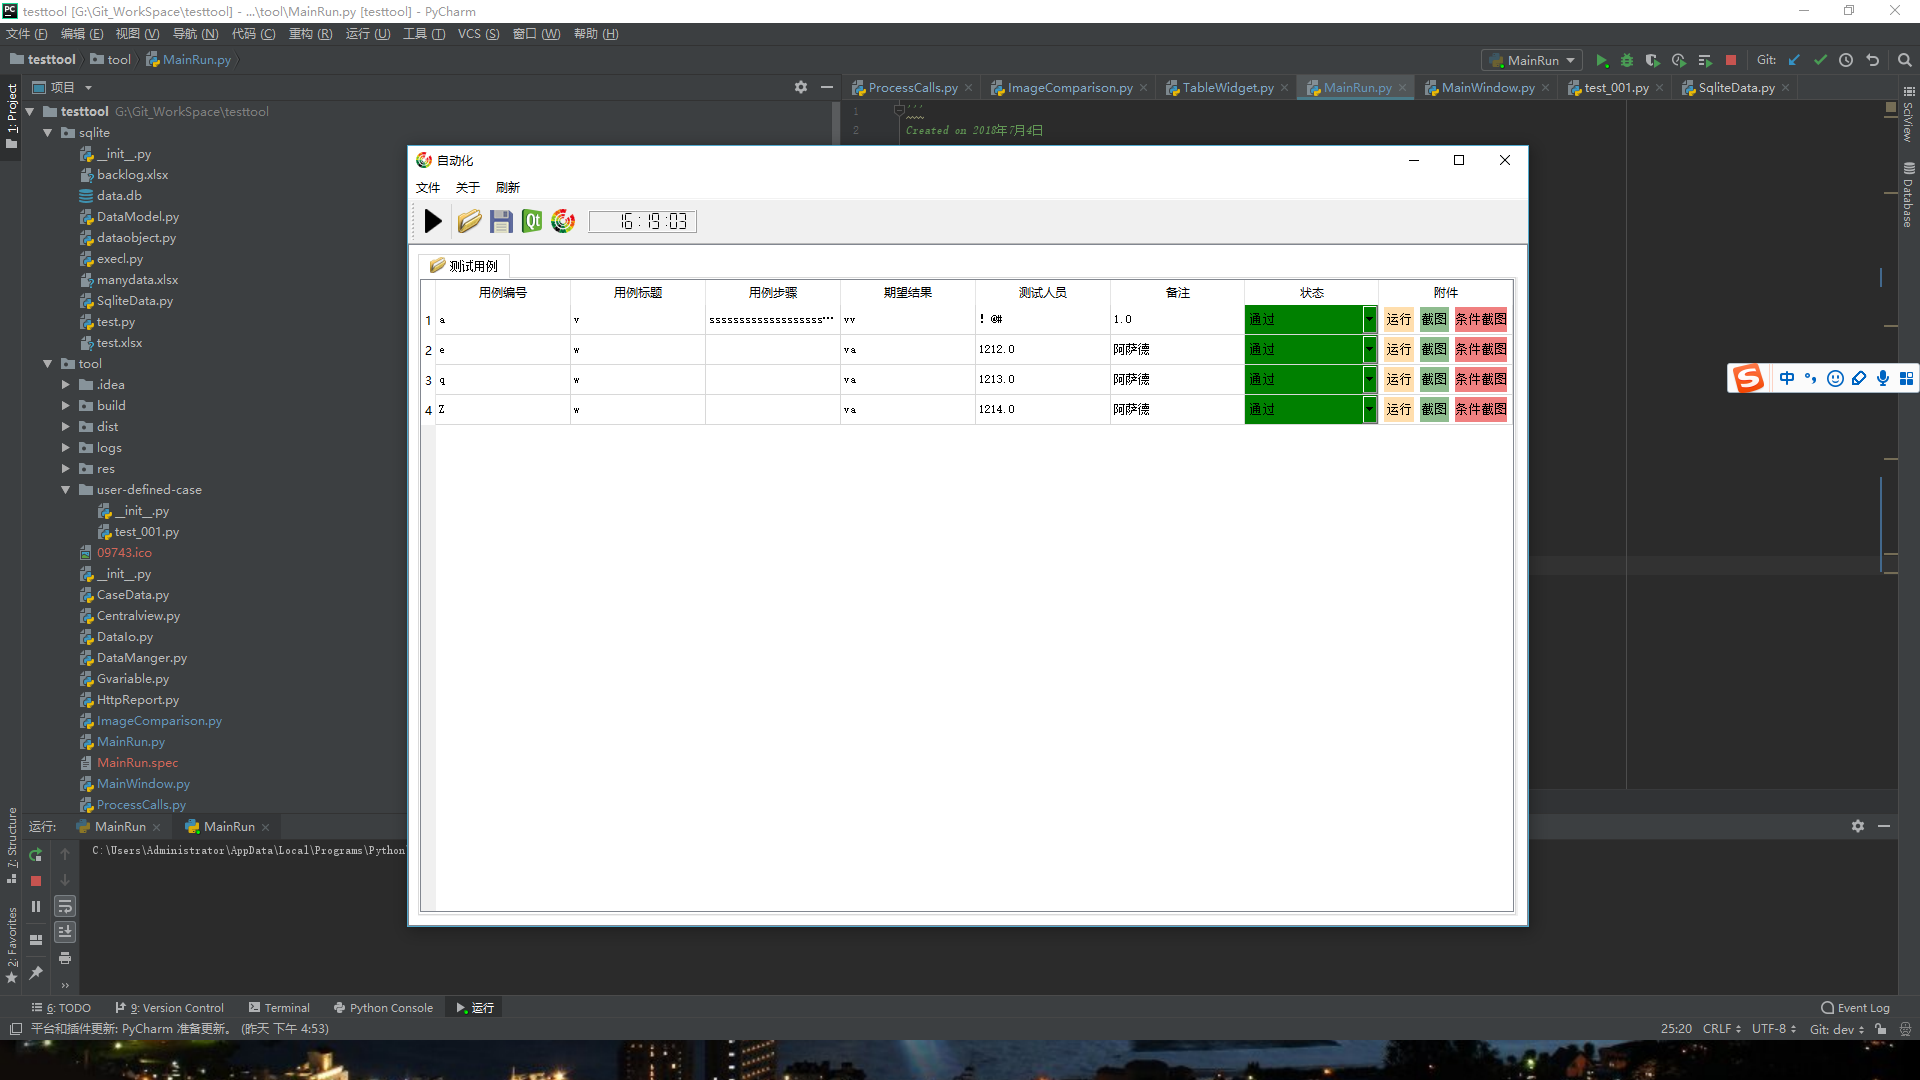 testtool [G:\Git_WorkSpace\testtool] - ...\tool\MainRun.py [testtool] - PyCharm
文件 (F) 编辑 (E) 视图 (V) 导航 (N) 代码 (C) 重构 (R) 运行 (U) 工具 (T) VCS (S) 窗口 (W) 帮助 (H)
testtool tool MainRun.py
MainRun Git:
1: Project
项目
ProcessCalls.py ImageComparison.py TableWidget.py MainRun.py MainWindow.py test_001.py SqliteData.py
SciView
Database
testtool G:\Git_WorkSpace\testtool
sqlite
__init__.py
backlog.xlsx
data.db
DataModel.py
dataobject.py
execl.py
manydata.xlsx
SqliteData.py
test.py
test.xlsx
tool
.idea
build
dist
logs
res
user-defined-case
__init__.py
test_001.py
09743.ico
__init__.py
CaseData.py
Centralview.py
DataIo.py
DataManger.py
Gvariable.py
HttpReport.py
ImageComparison.py
MainRun.py
MainRun.spec
MainWindow.py
ProcessCalls.py
1 '''
2 Created on 2018年7月4日
自动化
文件 关于 刷新
Qt 16:19:03
测试用例
用例编号 用例标题 用例步骤 期望结果 测试人员 备注 状态 附件
1 a v sssssssssssssssssss... vv ! @# 1.0 通过 运行 截图 条件截图
2 e w va 1212.0 阿萨德 通过 运行 截图 条件截图
3 q w va 1213.0 阿萨德 通过 运行 截图 条件截图
4 Z w va 1214.0 阿萨德 通过 运行 截图 条件截图
中
运行: MainRun MainRun
C:\Users\Administrator\AppData\Local\Programs\Python
7: Structure
2: Favorites
6: TODO 9: Version Control Terminal Python Console 运行 Event Log
平台和插件更新: PyCharm 准备更新。 (昨天 下午 4:53) 25:20 CRLF UTF-8 Git: dev